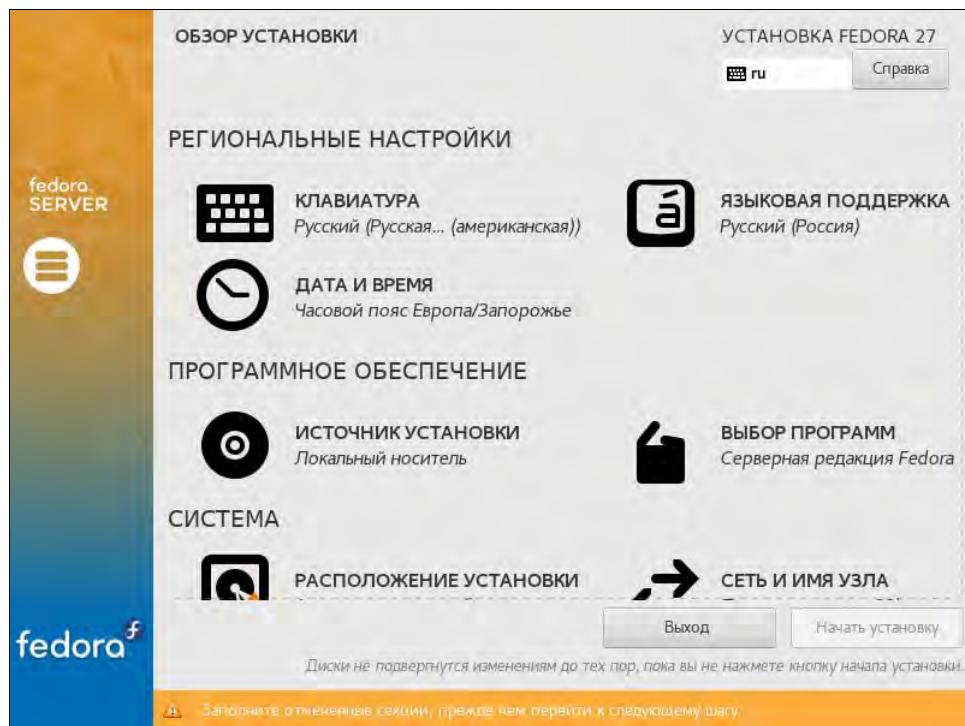 ОБЗОР УСТАНОВКИ
УСТАНОВКА FEDORA 27
ru
Справка
fedora
SERVER
РЕГИОНАЛЬНЫЕ НАСТРОЙКИ
КЛАВИАТУРА
Русский (Русская... (американская))
ЯЗЫКОВАЯ ПОДДЕРЖКА
Русский (Россия)
ДАТА И ВРЕМЯ
Часовой пояс Европа/Запорожье
ПРОГРАММНОЕ ОБЕСПЕЧЕНИЕ
ИСТОЧНИК УСТАНОВКИ
Локальный носитель
ВЫБОР ПРОГРАММ
Серверная редакция Fedora
СИСТЕМА
РАСПОЛОЖЕНИЕ УСТАНОВКИ
СЕТЬ И ИМЯ УЗЛА
Выход
Начать установку
fedora
Диски не подвергнутся изменениям до тех пор, пока вы не нажмете кнопку начала установки.
Заполните отмеченные секции, прежде чем перейти к следующему шагу.